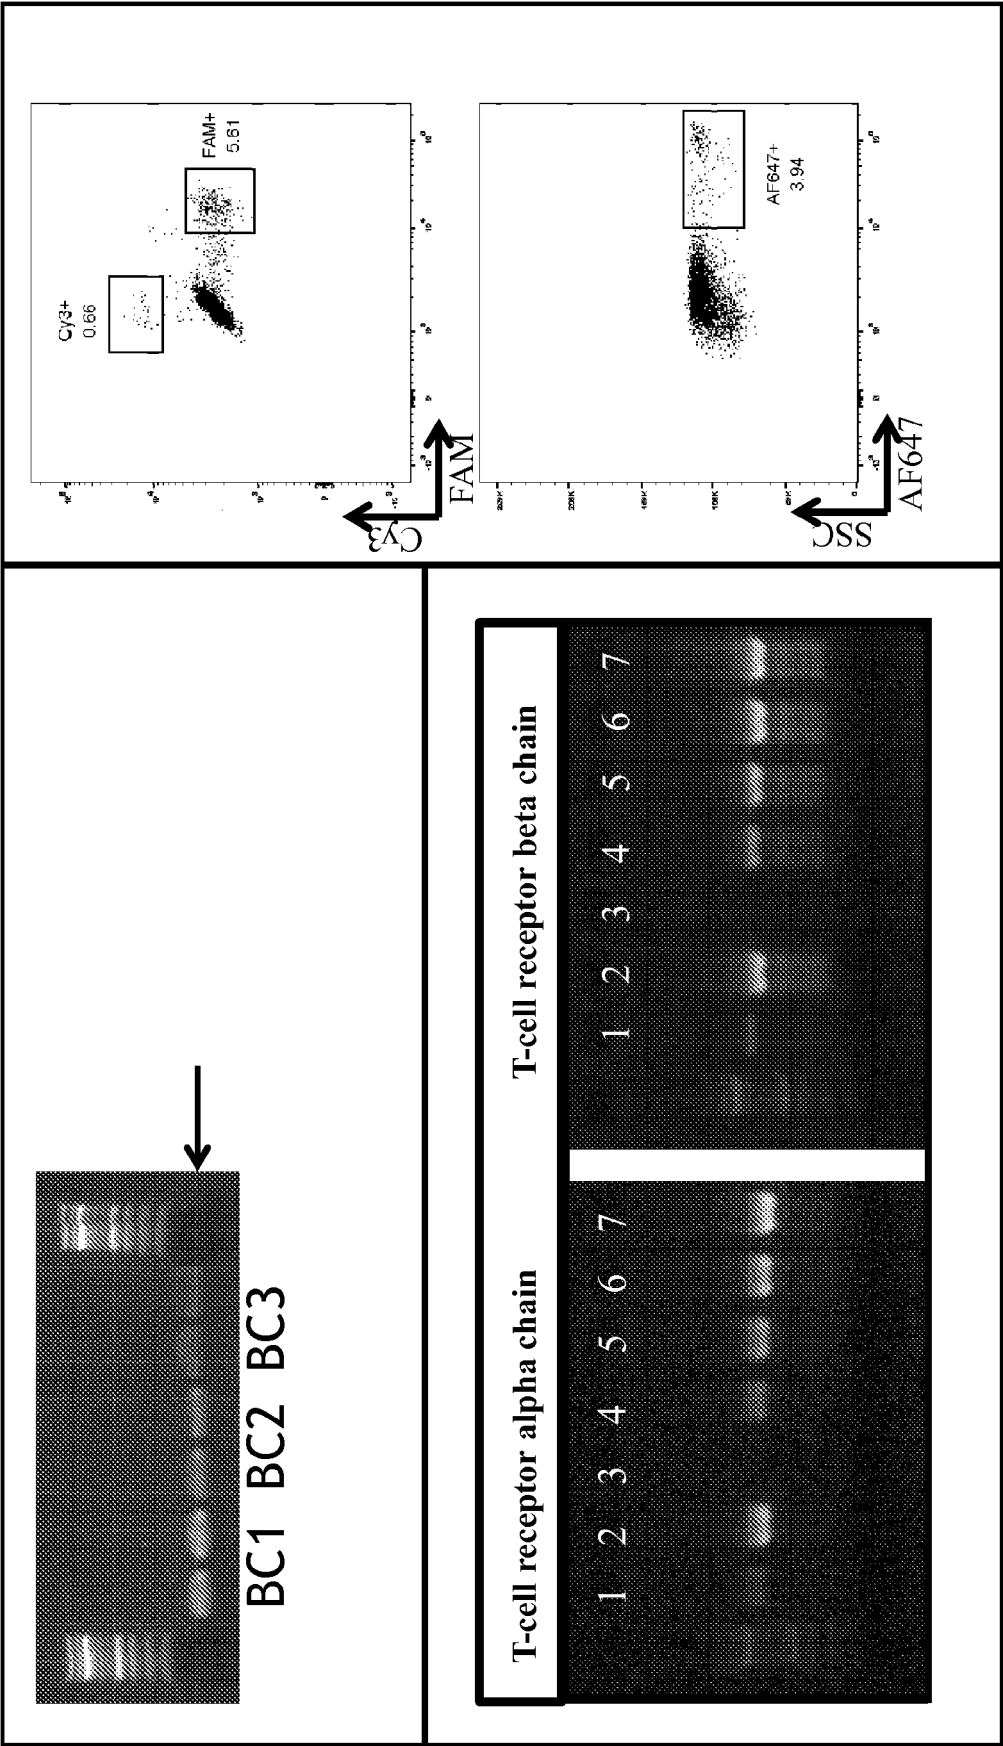 BC1 BC2 BC3
Cy3+
0.66
FAM+
5.61
Cy3
FAM
AF647+
3.94
SSC
AF647
T-cell receptor alpha chain
T-cell receptor beta chain
1 2 3 4 5 6 7
1 2 3 4 5 6 7